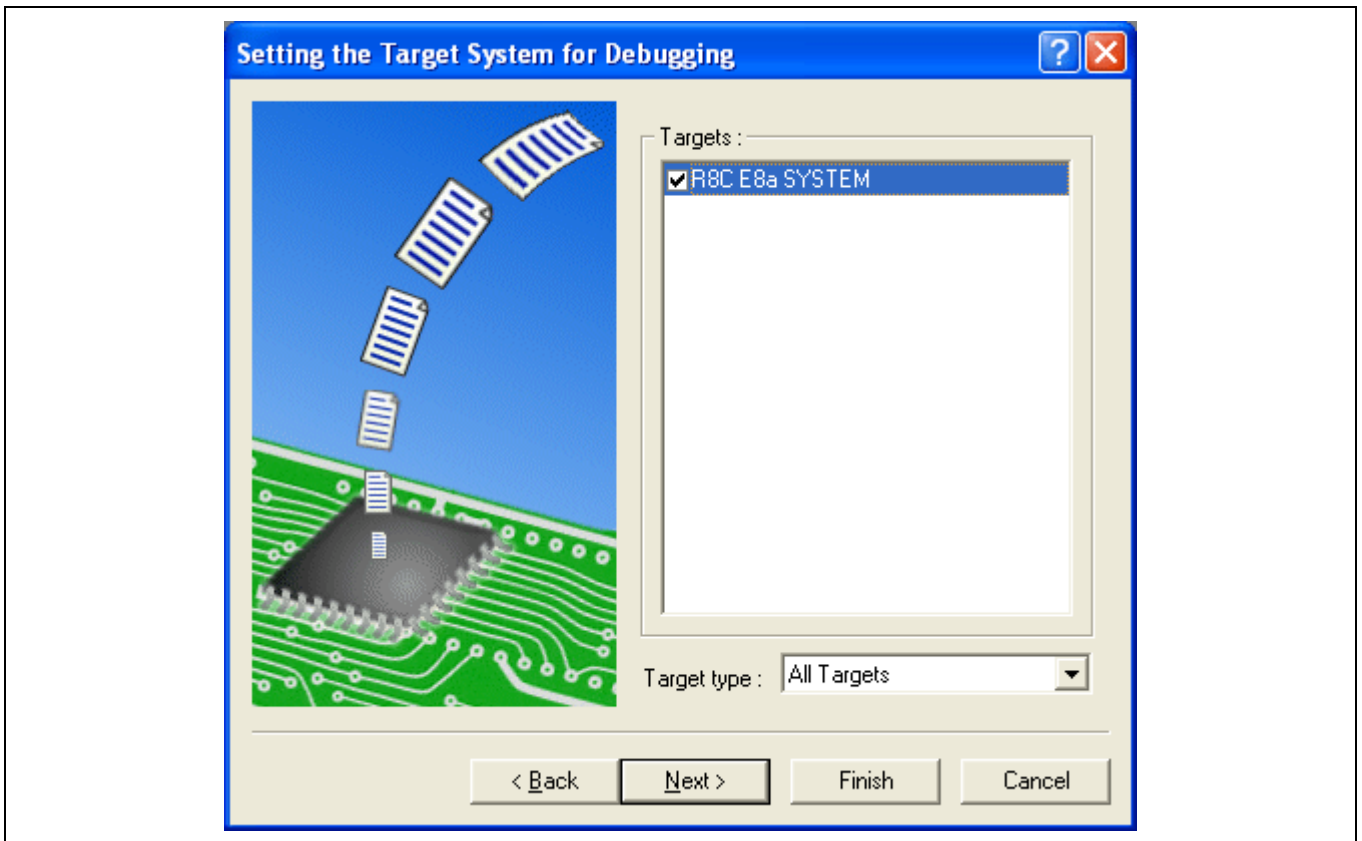 Setting the Target System for Debugging
Targets :
R8C E8a SYSTEM
Target type : All Targets
< Back Next > Finish Cancel